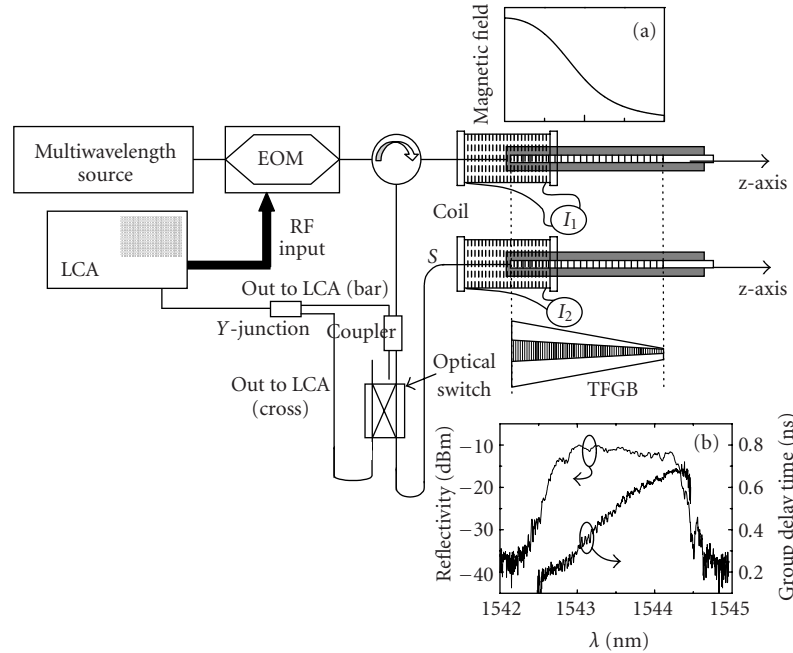 Magnetic field
(a)
Multiwavelength
source
EOM
z-axis
Coil
I1
LCA
RF
input
S
z-axis
Out to LCA (bar)
Y-junction
Coupler
I2
Out to LCA
(cross)
Optical
switch
TFGB
(b)
Reflectivity (dBm)
−10
−20
−30
−40
0.8
0.6
0.4
0.2
Group delay time (ns)
1542 1543 1544 1545
λ (nm)